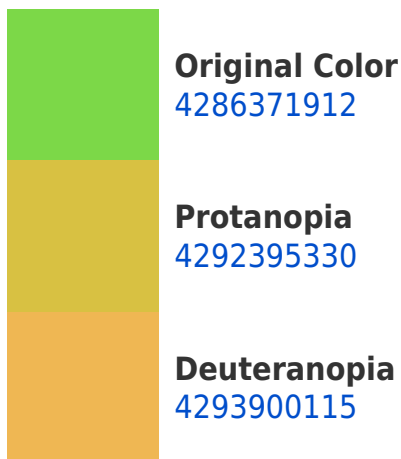 Original Color
4286371912
Protanopia
4292395330
Deuteranopia
4293900115